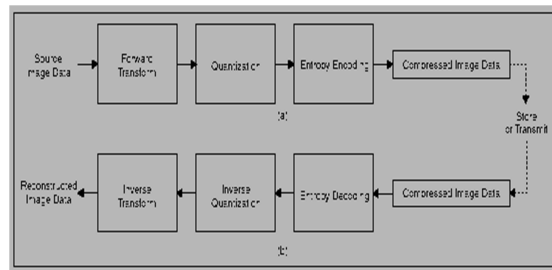 Source
Image Data
Forward
Transform
Quantization
Entropy Encoding
Compressed Image Data
(a)
Store
or Transmit
Reconstructed
Image Data
Inverse
Transform
Inverse
Quantization
Entropy Decoding
Compressed Image Data
(b)